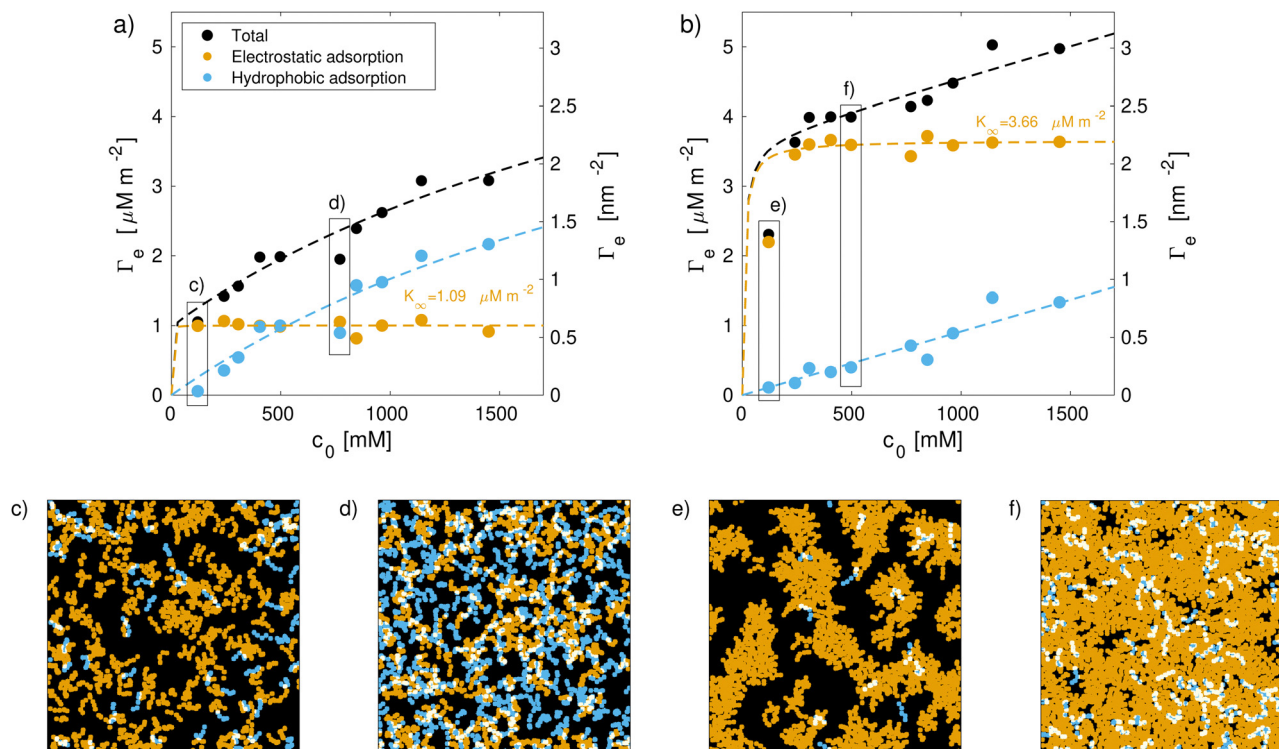 a)
Total
Electrostatic adsorption
Hydrophobic adsorption
5
4
3
2
1
0
Γe [μM m-2]
3
2.5
2
1.5
1
0.5
0
Γe [nm-2]
c)
d)
K∞=1.09 μM m-2
0 500 1000 1500
c0 [mM]
b)
5
4
3
2
1
0
Γe [μM m-2]
3
2.5
2
1.5
1
0.5
0
Γe [nm-2]
f)
K∞=3.66 μM m-2
e)
0 500 1000 1500
c0 [mM]
c)
d)
e)
f)